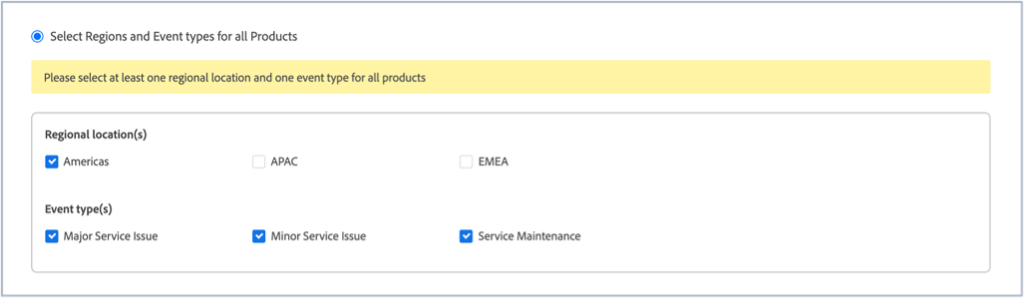 Select Regions and Event types for all Products
Please select at least one regional location and one event type for all products
Regional location(s)
Americas APAC EMEA
Event type(s)
Major Service Issue Minor Service Issue Service Maintenance